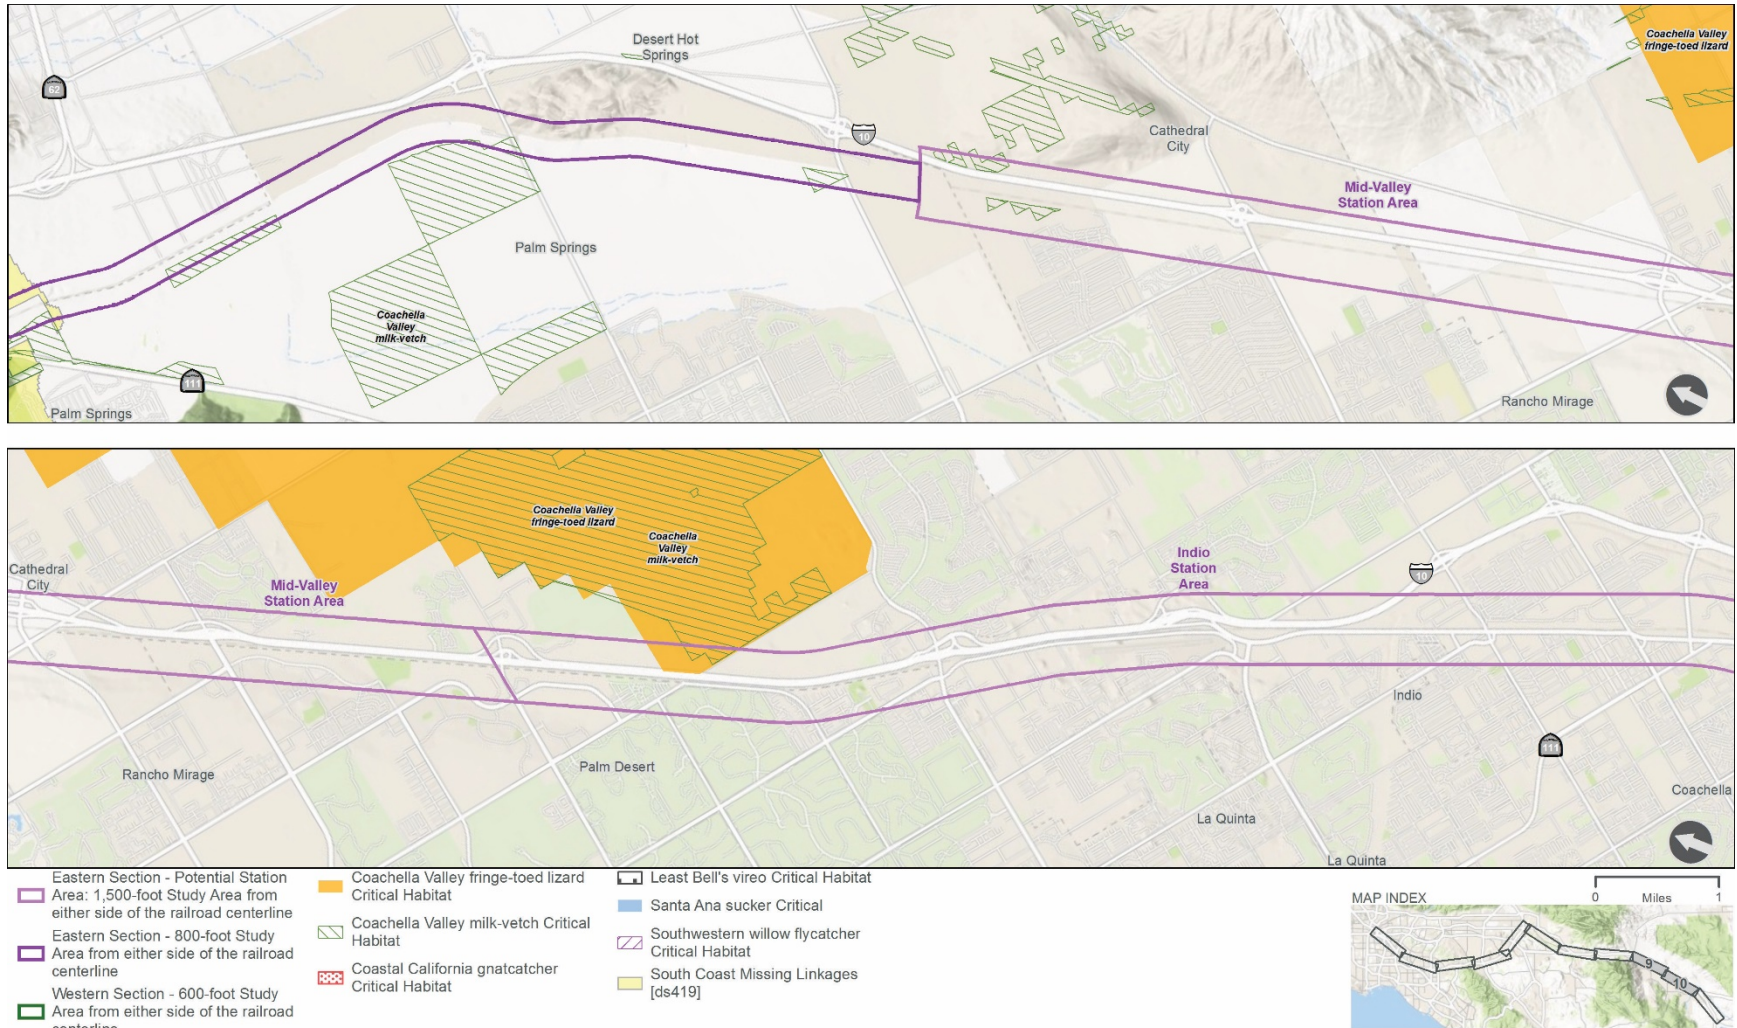 Desert Hot
Springs
62
10
Cathedral
City
Coachella Valley
fringe-toed lizard
Mid-Valley
Station Area
Palm Springs
Coachella
Valley
milk-vetch
111
Palm Springs
Rancho Mirage
Coachella Valley
fringe-toed lizard
Coachella
Valley
milk-vetch
Cathedral
City
Mid-Valley
Station Area
Indio
Station
Area
10
Indio
111
Rancho Mirage
Palm Desert
Coachella
La Quinta
La Quinta
Eastern Section - Potential Station
Area: 1,500-foot Study Area from
either side of the railroad centerline
Eastern Section - 800-foot Study
Area from either side of the railroad
centerline
Western Section - 600-foot Study
Area from either side of the railroad
centerline
Coachella Valley fringe-toed lizard
Critical Habitat
Coachella Valley milk-vetch Critical
Habitat
Coastal California gnatcatcher
Critical Habitat
Least Bell's vireo Critical Habitat
Santa Ana sucker Critical
Southwestern willow flycatcher
Critical Habitat
South Coast Missing Linkages
[ds419]
0 Miles 1
MAP INDEX
9
10